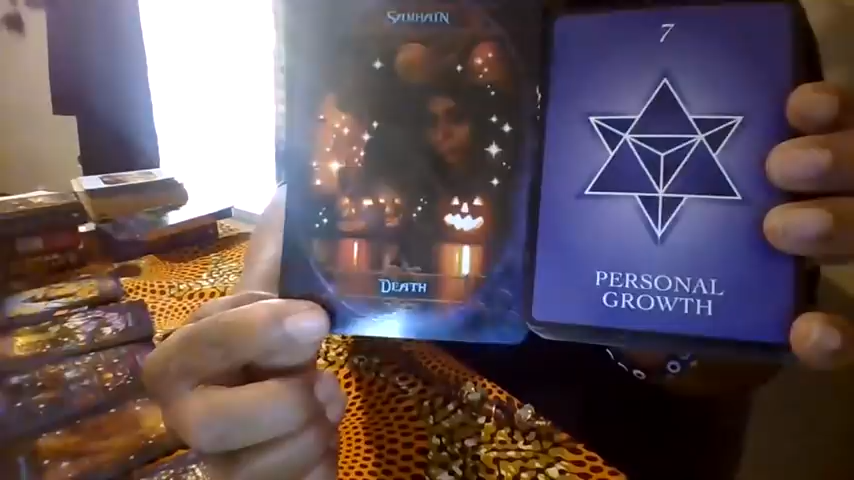 SAMHAIN
DEATH
7
PERSONAL
GROWTH